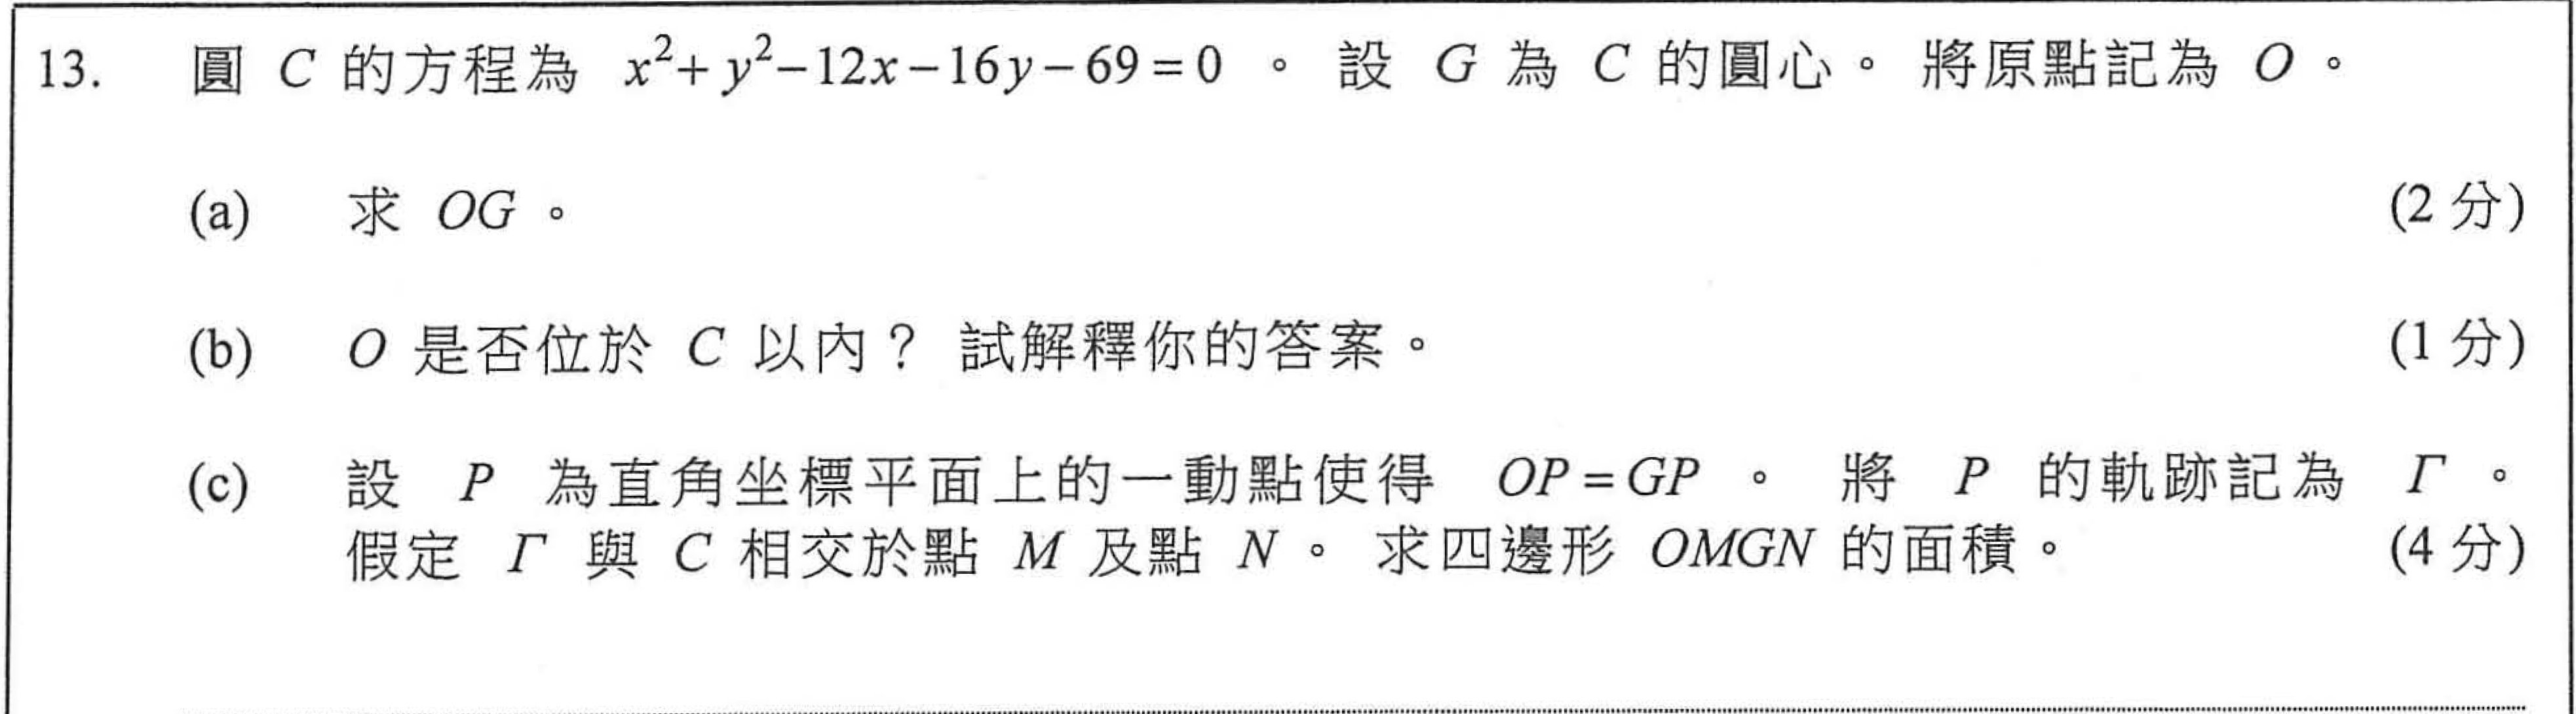 13. 圓 C 的方程為 x²+y²−12x−16y−69=0 。 設 G 為 C 的圓心。 將原點記為 O 。
(a) 求 OG 。 (2 分)
(b) O 是否位於 C 以內？ 試解釋你的答案。 (1 分)
(c) 設 P 為直角坐標平面上的一動點使得 OP=GP 。 將 P 的軌跡記為 Γ 。
假定 Γ 與 C 相交於點 M 及點 N 。 求四邊形 OMGN 的面積。 (4 分)